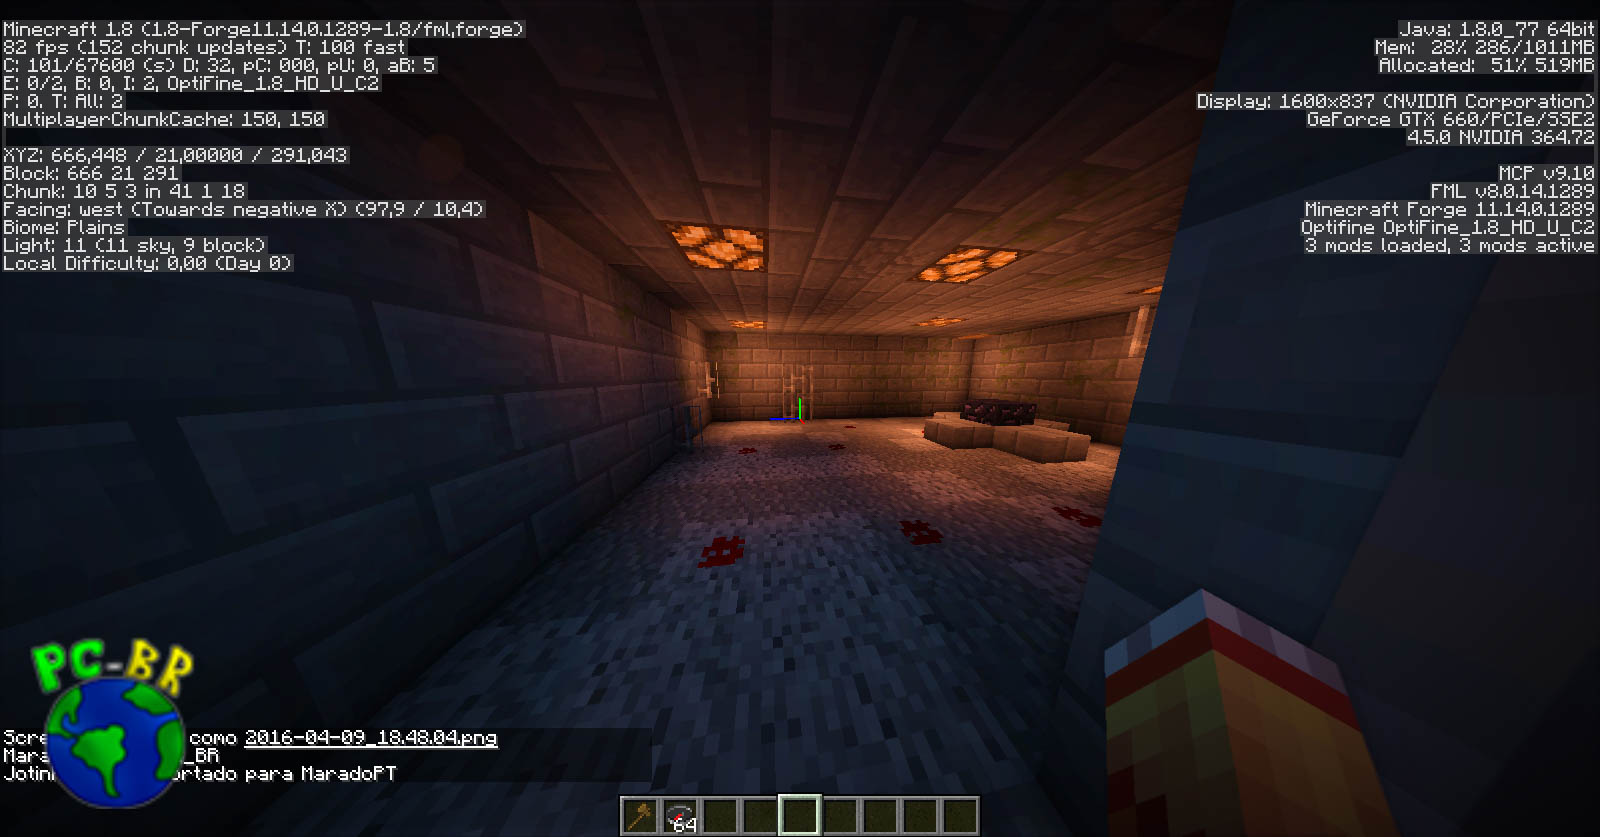 Minecraft 1.8 (1.8-Forge11.14.0.1289-1.8/fml,forge)
82 fps (152 chunk updates) T: 100 fast
C: 101/67600 (s) D: 32, pC: 000, pU: 0, aB: 5
E: 0/2, B: 0, I: 2, OptiFine_1.8_HD_U_C2
P: 0. T: All: 2
MultiplayerChunkCache: 150, 150
XYZ: 666,448 / 21,00000 / 291,043
Block: 666 21 291
Chunk: 10 5 3 in 41 1 18
Facing: west (Towards negative X) (97,9 / 10,4)
Biome: Plains
Light: 11 (11 sky, 9 block)
Local Difficulty: 0,00 (Day 0)
Java: 1.8.0_77 64bit
Mem: 28% 286/1011MB
Allocated: 51% 519MB
Display: 1600x837 (NVIDIA Corporation)
GeForce GTX 660/PCIe/SSE2
4.5.0 NVIDIA 364.72
MCP v9.10
FML v8.0.14.1289
Minecraft Forge 11.14.0.1289
Optifine OptiFine_1.8_HD_U_C2
3 mods loaded, 3 mods active
PC-BR
como 2016-04-09_18.48.04.png
_BR
para MaradoPT
64